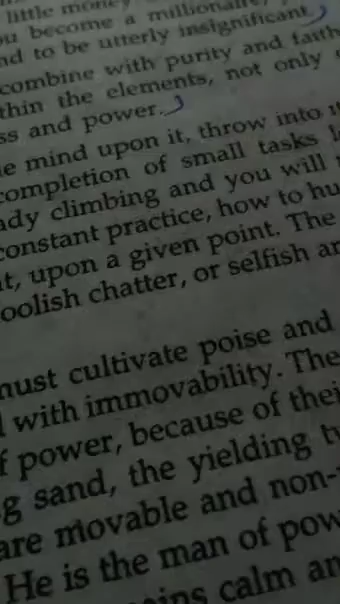 little money
become a millionaire,
nd to be utterly insignificant
combine with purity and faith
thin the elements, not only
ss and power.
e mind upon it, throw into
completion of small tasks
ady climbing and you will
constant practice, how to hu
t, upon a given point. The
oolish chatter, or selfish an
must cultivate poise and
with immovability. The
f power, because of thei
g sand, the yielding tw
are movable and non-
He is the man of pow
ins calm an